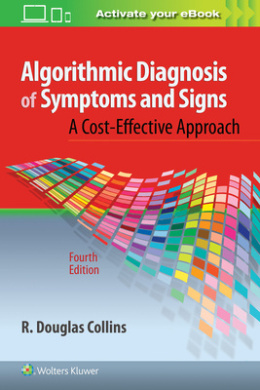 Activate your eBook
Algorithmic Diagnosis
of Symptoms and Signs
A Cost-Effective Approach
Fourth
Edition
R. Douglas Collins
Wolters Kluwer